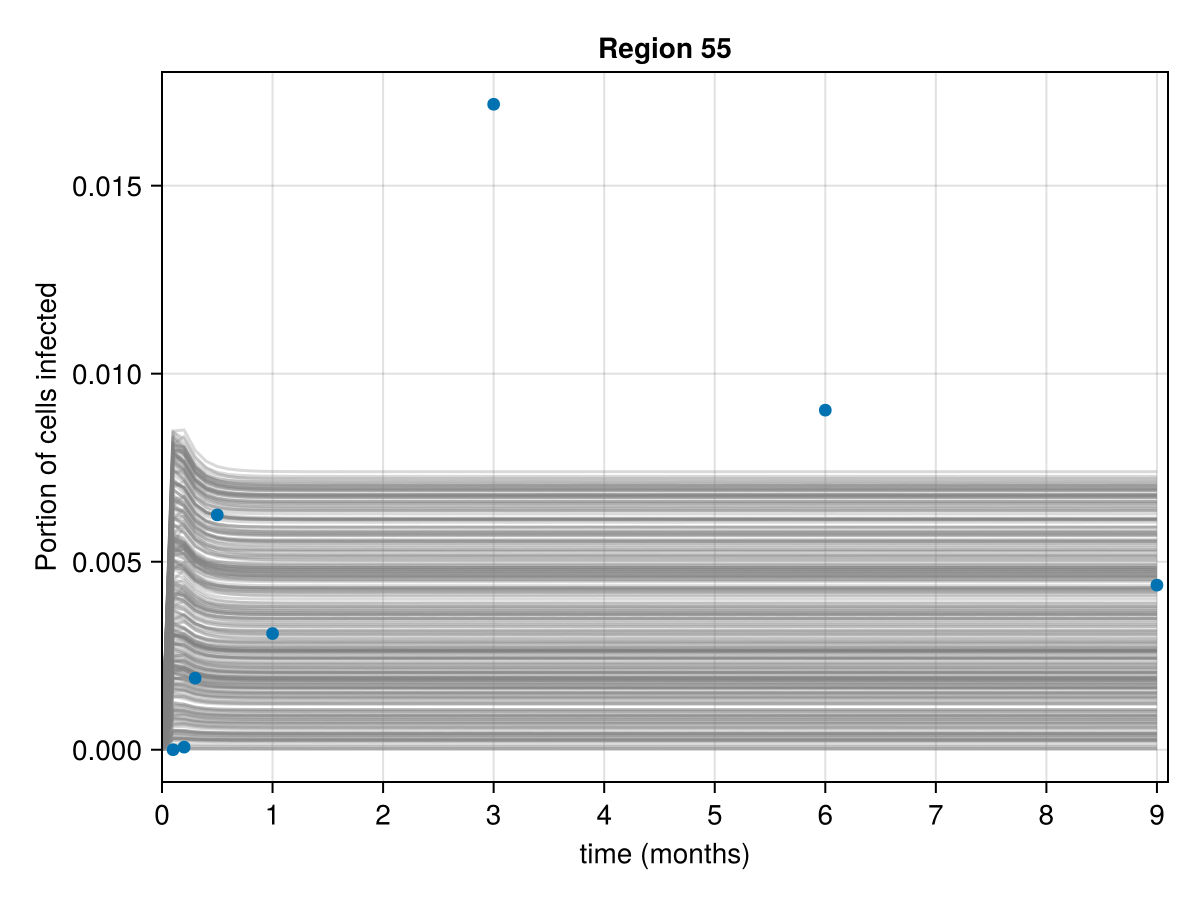 Region 55
Portion of cells infected
0.015
0.010
0.005
0.000
0 1 2 3 4 5 6 7 8 9
time (months)